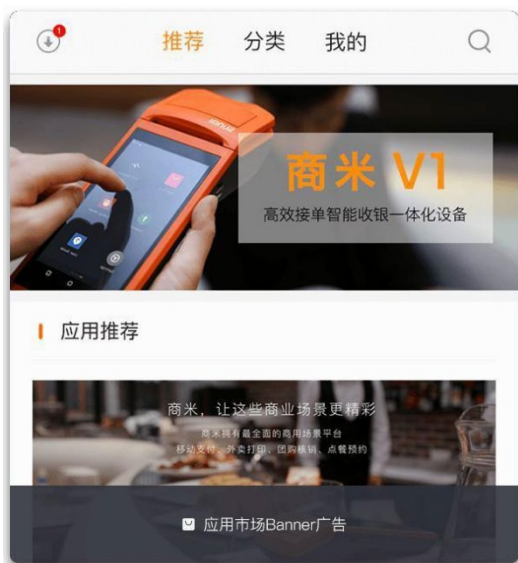 1
推荐 分类 我的
商米 V1
高效接单智能收银一体化设备
应用推荐
商米，让这些商业场景更精彩
商米拥有最全面的商用场景平台
移动支付、外卖打印、团购核销、点餐预约
应用市场Banner广告